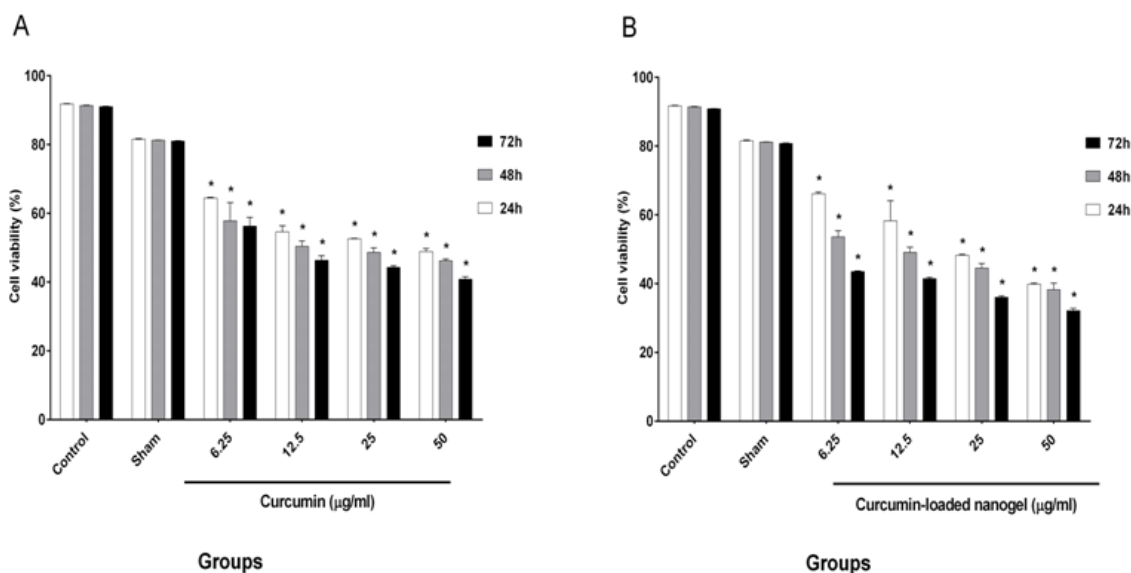 A
Cell viability (%)
100
80
60
40
20
0
72h
48h
24h
* * *
* * *
* * *
* * *
Control
Sham
6.25
12.5
25
50
Curcumin (μg/ml)
Groups
B
Cell viability (%)
100
80
60
40
20
0
72h
48h
24h
* * *
* * *
* * *
* * *
Control
Sham
6.25
12.5
25
50
Curcumin-loaded nanogel (μg/ml)
Groups